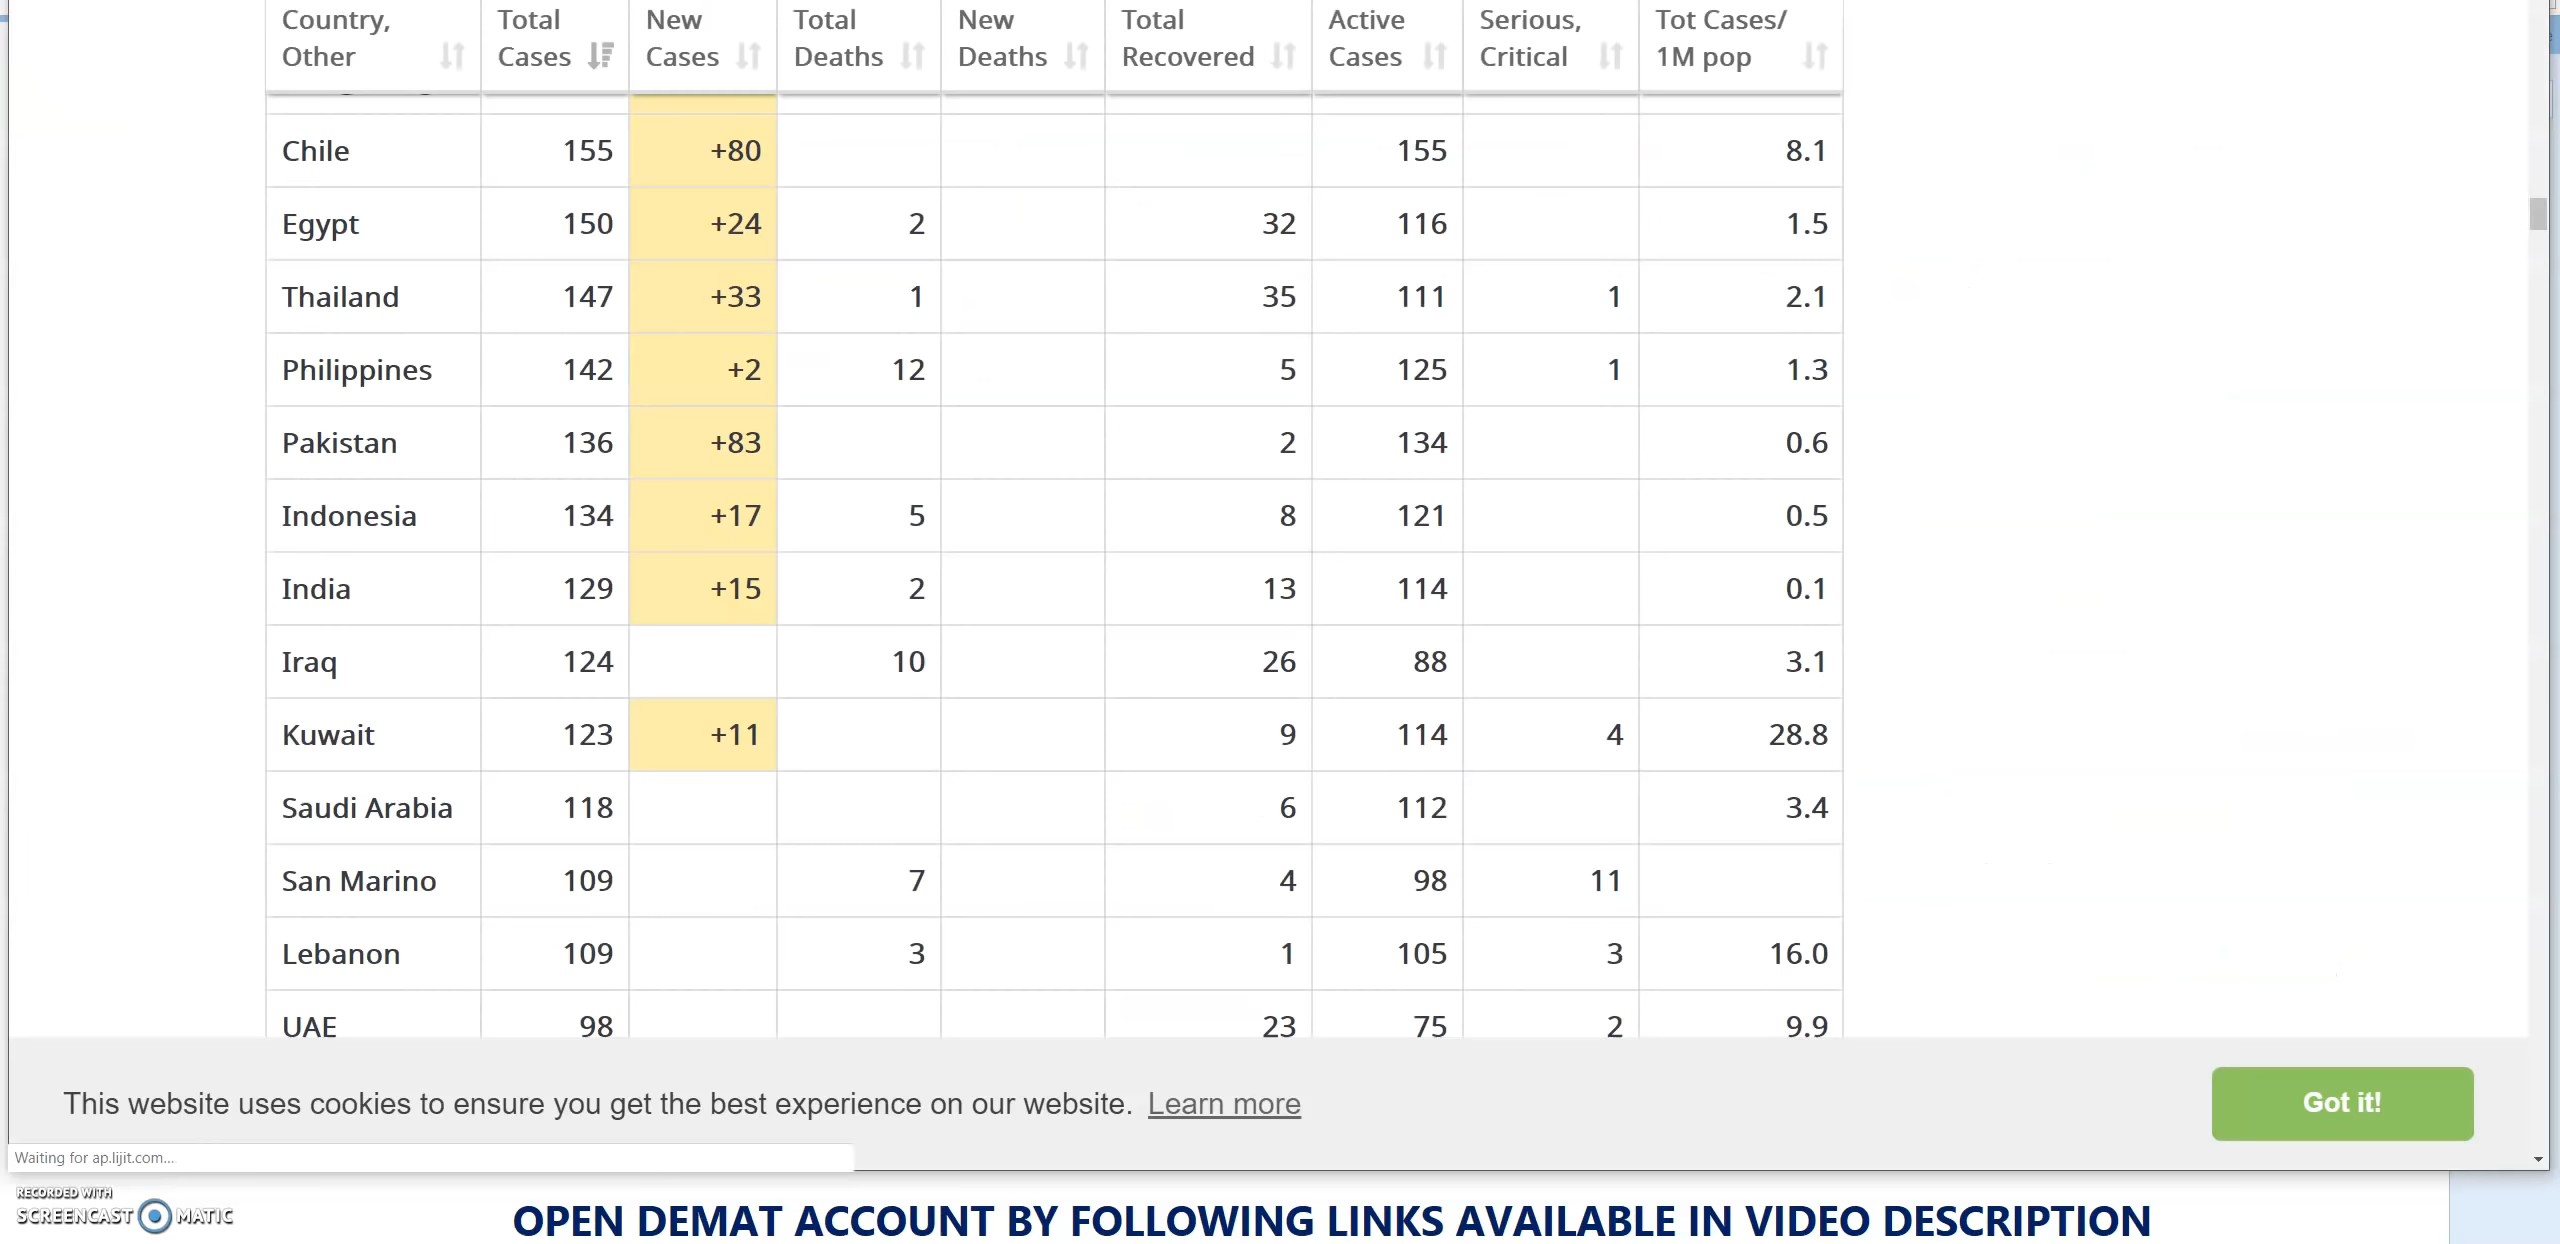 Country, Other Total Cases New Cases Total Deaths New Deaths Total Recovered Active Cases Serious, Critical Tot Cases/ 1M pop
Chile 155 +80 155 8.1
Egypt 150 +24 2 32 116 1.5
Thailand 147 +33 1 35 111 1 2.1
Philippines 142 +2 12 5 125 1 1.3
Pakistan 136 +83 2 134 0.6
Indonesia 134 +17 5 8 121 0.5
India 129 +15 2 13 114 0.1
Iraq 124 10 26 88 3.1
Kuwait 123 +11 9 114 4 28.8
Saudi Arabia 118 6 112 3.4
San Marino 109 7 4 98 11
Lebanon 109 3 1 105 3 16.0
UAE 98 23 75 2 9.9
This website uses cookies to ensure you get the best experience on our website. Learn more
Got it!
Waiting for ap.lijit.com...
RECORDED WITH
SCREENCAST MATIC
OPEN DEMAT ACCOUNT BY FOLLOWING LINKS AVAILABLE IN VIDEO DESCRIPTION